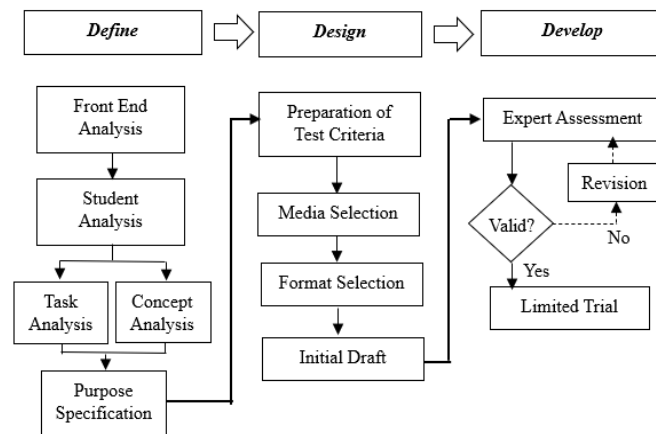 Define
Design
Develop
Front End
Analysis
Student
Analysis
Task
Analysis
Concept
Analysis
Purpose
Specification
Preparation of
Test Criteria
Media Selection
Format Selection
Initial Draft
Expert Assessment
Revision
Valid?
No
Yes
Limited Trial